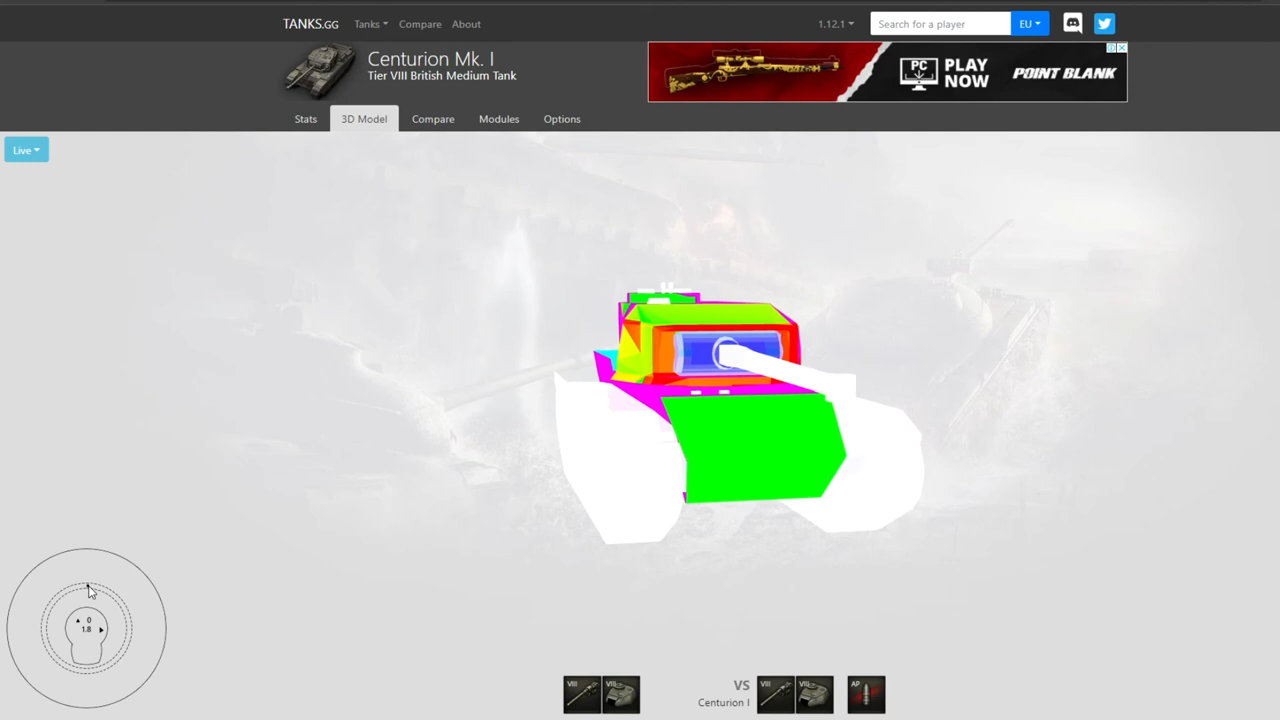 TANKS.GG Tanks Compare About 1.12.1 Search for a player EU
Centurion Mk. I
Tier VIII British Medium Tank
PC PLAY NOW POINT BLANK
Stats 3D Model Compare Modules Options
Live
0
1.8
VIII VIII VS VIII VIII AP
Centurion I